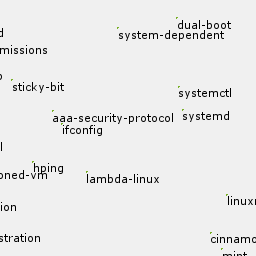 dual-boot
system-dependent
missions
sticky-bit
systemctl
aaa-security-protocol
systemd
ifconfig
hping
oned-vm
lambda-linux
linux
ion
stration
cinnamo
mint